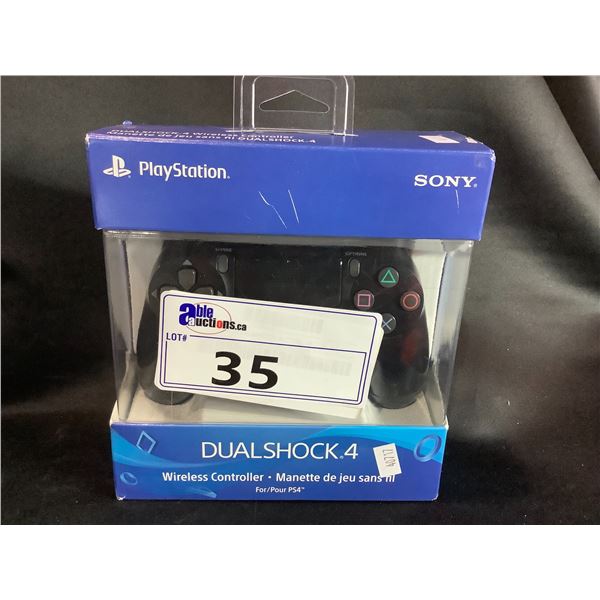 DUALSHOCK 4 Wireless Controller
Manette de jeu sans fil DUALSHOCK 4
PlayStation®
SONY®
SHARE
OPTIONS
able auctions.ca
LOT#
35
DUALSHOCK®4
Wireless Controller • Manette de jeu sans fil
For/Pour PS4™